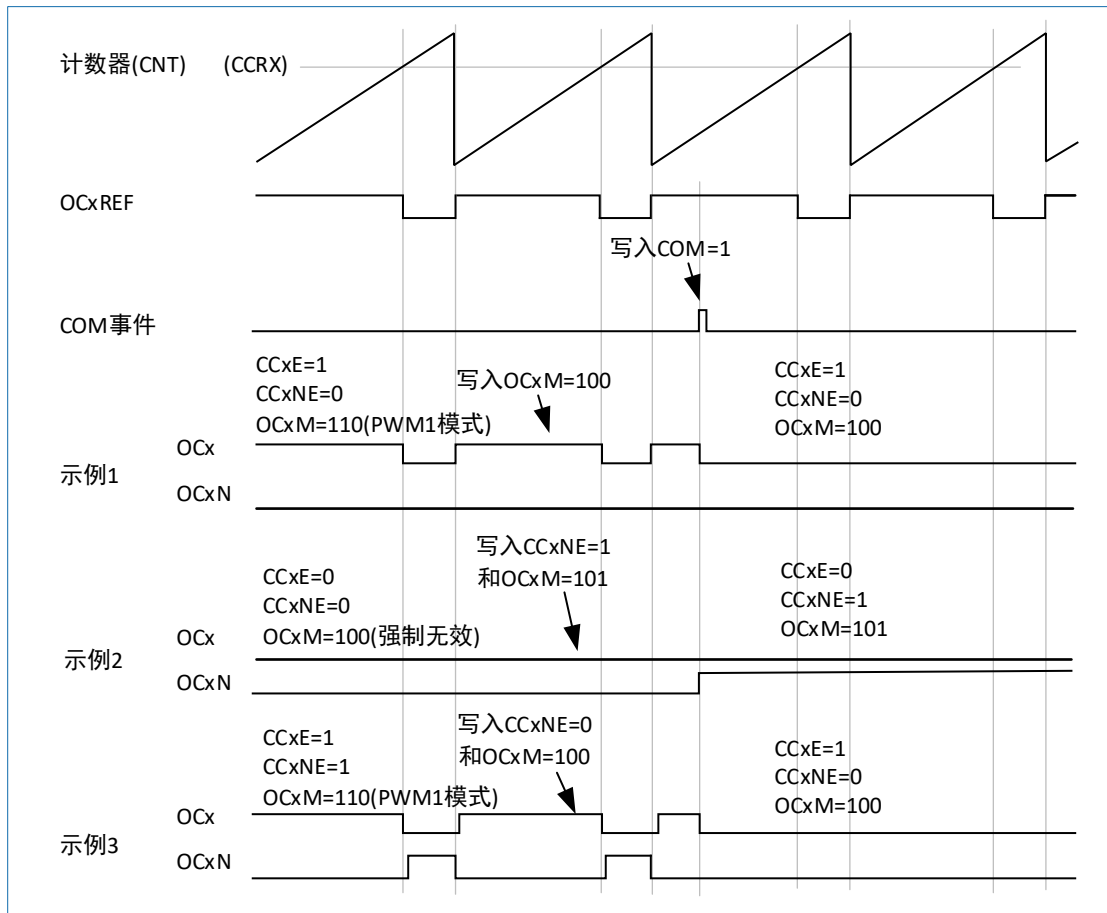 计数器(CNT) (CCRX)
OCxREF
写入COM=1
COM事件
CCxE=1
CCxNE=0
OCxM=110(PWM1模式)
写入OCxM=100
CCxE=1
CCxNE=0
OCxM=100
示例1
OCx
OCxN
CCxE=0
CCxNE=0
OCxM=100(强制无效)
写入CCxNE=1
和OCxM=101
CCxE=0
CCxNE=1
OCxM=101
示例2
OCx
OCxN
CCxE=1
CCxNE=1
OCxM=110(PWM1模式)
写入CCxNE=0
和OCxM=100
CCxE=1
CCxNE=0
OCxM=100
示例3
OCx
OCxN